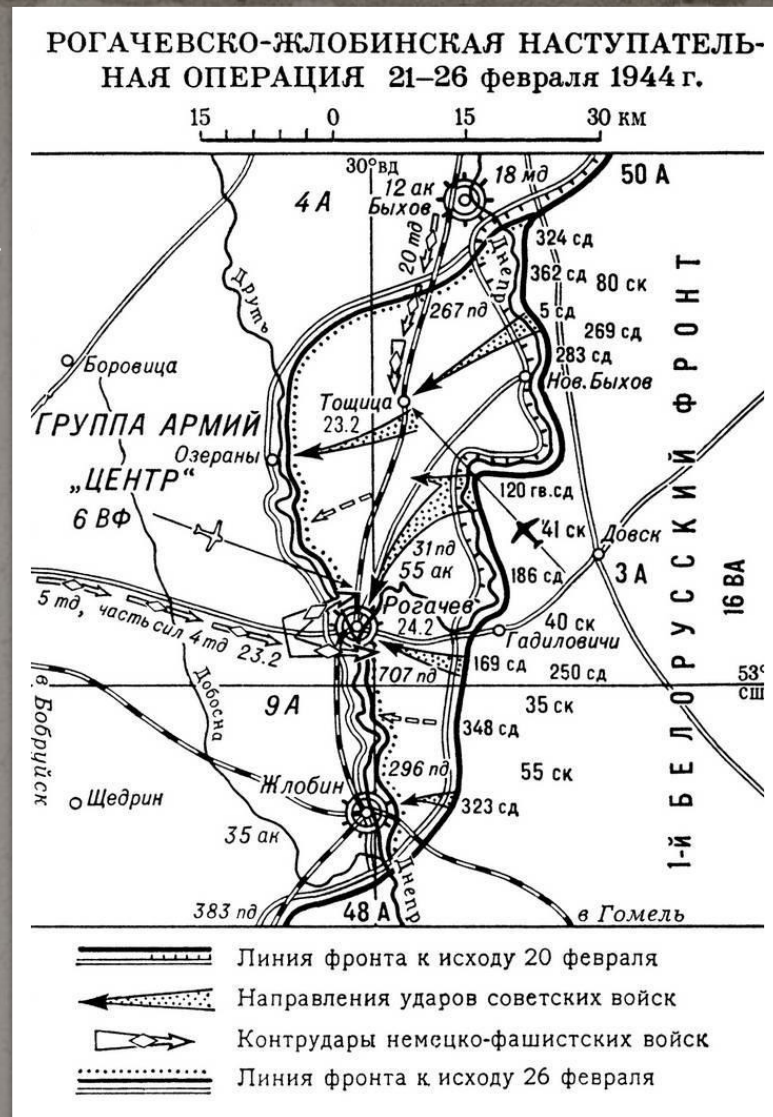 РОГАЧЕВСКО-ЖЛОБИНСКАЯ НАСТУПАТЕЛЬ-
НАЯ ОПЕРАЦИЯ 21–26 февраля 1944 г.
15 0 15 30 км
30°вд
18 мд
50 А
12 ак
Быхов
4 А
20 тд
Днепр
324 сд
Друть
362 сд
80 ск
267 пд
5 сд
269 сд
283 сд
Боровица
Нов. Быхов
Тощица
23.2
ГРУППА АРМИЙ
„ЦЕНТР“
Озераны
6 ВФ
120 гв.сд
41 ск
Довск
31 пд
55 ак
186 сд
3 А
16 ВА
1-й БЕЛОРУССКИЙ ФРОНТ
5 тд, часть сил 4 тд 23.2
Рогачев
24.2
40 ск
Гадиловичи
169 сд
250 сд
707 пд
53°
сш
Добосна
9 А
35 ск
348 сд
в Бобруйск
296 пд
55 ск
Жлобин
Щедрин
323 сд
35 ак
Днепр
383 пд
48 А
в Гомель
Линия фронта к исходу 20 февраля
Направления ударов советских войск
Контрудары немецко-фашистских войск
Линия фронта к исходу 26 февраля